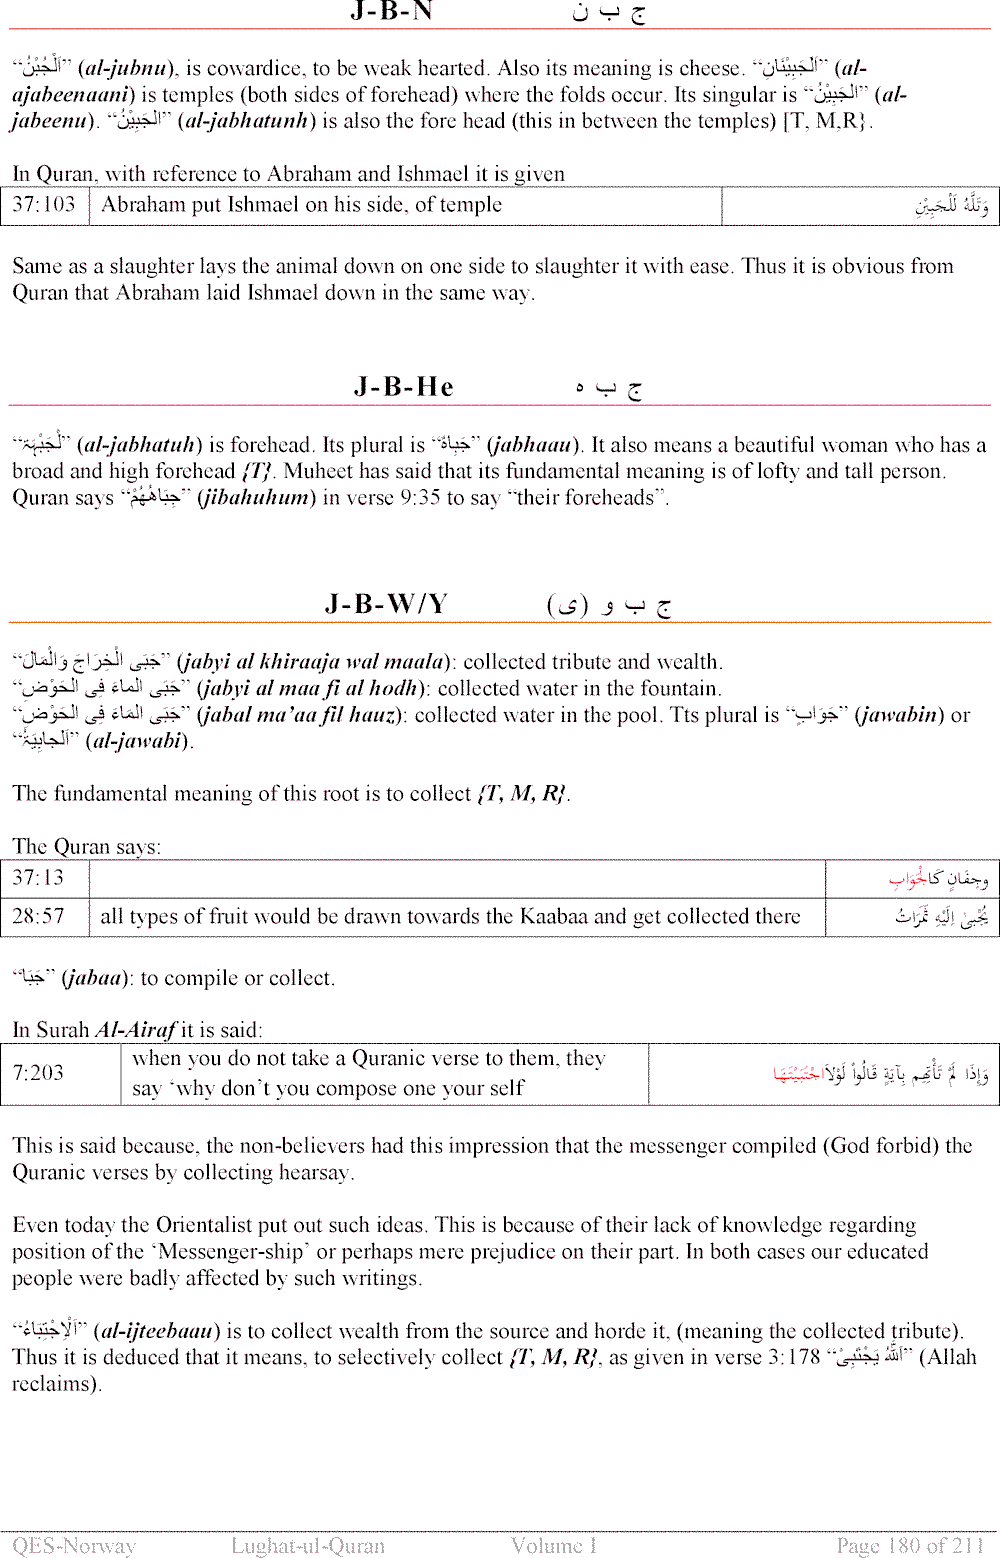 J-B-N ج ب ن
“اَلْجُبْنُ” (al-jubnu), is cowardice, to be weak hearted. Also its meaning is cheese. “اَلْجَبِيْنَانِ” (al-
ajabeenaani) is temples (both sides of forehead) where the folds occur. Its singular is “اَلْجَبِيْنُ” (al-
jabeenu). “اَلْجَبِيْنُ” (al-jabhatunh) is also the fore head (this in between the temples) [T, M,R}.
In Quran, with reference to Abraham and Ishmael it is given
37:103 Abraham put Ishmael on his side, of temple وَتَلَّهُ لَلْجَبِيْنِ
Same as a slaughter lays the animal down on one side to slaughter it with ease. Thus it is obvious from
Quran that Abraham laid Ishmael down in the same way.
J-B-He ج ب ه
“لْجَبْہَۃ” (al-jabhatuh) is forehead. Its plural is “جَبِاہٌ” (jabhaau). It also means a beautiful woman who has a
broad and high forehead {T}. Muheet has said that its fundamental meaning is of lofty and tall person.
Quran says “جِبَاھُهُمْ” (jibahuhum) in verse 9:35 to say “their foreheads”.
J-B-W/Y ج ب و (ی)
“جَبَی الْخِرَاجَ وَالْمَالَ” (jabyi al khiraaja wal maala): collected tribute and wealth.
“جَبَی المَاءَ فِی الحَوْضِ” (jabyi al maa fi al hodh): collected water in the fountain.
“جَبَی المَاءَ فِی الحَوْضِ” (jabal ma’aa fil hauz): collected water in the pool. Tts plural is “جَوَابٍ” (jawabin) or
“اَلْجابِيَۃُ” (al-jawabi).
The fundamental meaning of this root is to collect {T, M, R}.
The Quran says:
37:13 وجِفَانٍ كَالْجَوَابِ
28:57 all types of fruit would be drawn towards the Kaabaa and get collected there يُجْبىٰ اِلَيْهِ ثَمَرَاتُ
“جَبَا” (jabaa): to compile or collect.
In Surah Al-Airaf it is said:
7:203 when you do not take a Quranic verse to them, they وَإِذَا لَمْ تَأْتِهِم بِآيَةٍ قَالُواْ لَوْلاَ اجْتَبَيْتَهَا
say ‘why don’t you compose one your self
This is said because, the non-believers had this impression that the messenger compiled (God forbid) the
Quranic verses by collecting hearsay.
Even today the Orientalist put out such ideas. This is because of their lack of knowledge regarding
position of the ‘Messenger-ship’ or perhaps mere prejudice on their part. In both cases our educated
people were badly affected by such writings.
“اَلْاِجْتِبَاءُ” (al-ijteebaau) is to collect wealth from the source and horde it, (meaning the collected tribute).
Thus it is deduced that it means, to selectively collect {T, M, R}, as given in verse 3:178 “اَللّٰہُ يَجْتَبِیْ” (Allah
reclaims).
QES-Norway Lughat-ul-Quran Volume I Page 180 of 211